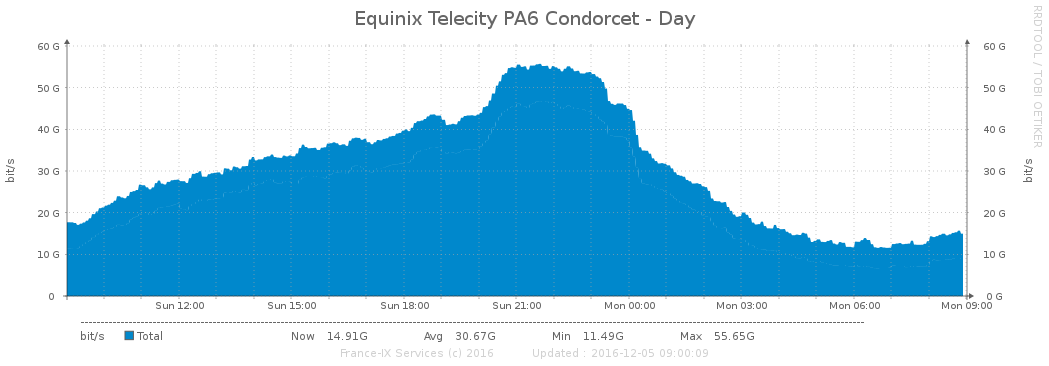 Equinix Telecity PA6 Condorcet - Day
RRDTOOL / TOBI OETIKER
bit/s
60 G
50 G
40 G
30 G
20 G
10 G
0
60 G
50 G
40 G
30 G
20 G
10 G
0 G
bit/s
Sun 12:00 Sun 15:00 Sun 18:00 Sun 21:00 Mon 00:00 Mon 03:00 Mon 06:00 Mon 09:00
bit/s Total Now 14.91G Avg 30.67G Min 11.49G Max 55.65G
France-IX Services (c) 2016 Updated : 2016-12-05 09:00:09